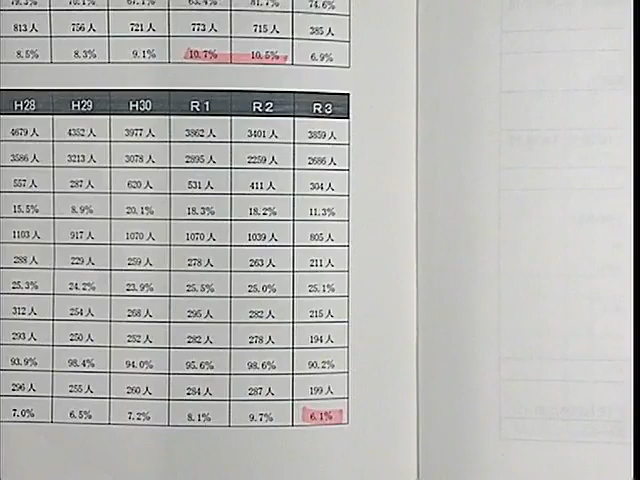 79.3% 70.1% 67.1% 63.4% 81.7% 74.6%
813人 756人 721人 773人 715人 385人
8.5% 8.3% 9.1% 10.7% 10.5% 6.9%
H28 H29 H30 R1 R2 R3
4679人 4352人 3977人 3862人 3401人 3859人
3586人 3213人 3078人 2895人 2259人 2686人
557人 287人 620人 531人 411人 304人
15.5% 8.9% 20.1% 18.3% 18.2% 11.3%
1103人 917人 1070人 1070人 1039人 805人
288人 229人 259人 278人 263人 211人
25.3% 24.2% 23.9% 25.5% 25.0% 25.1%
312人 254人 268人 295人 282人 215人
293人 250人 252人 282人 278人 194人
93.9% 98.4% 94.0% 95.6% 98.6% 90.2%
296人 255人 260人 284人 287人 199人
7.0% 6.5% 7.2% 8.1% 9.7% 6.1%